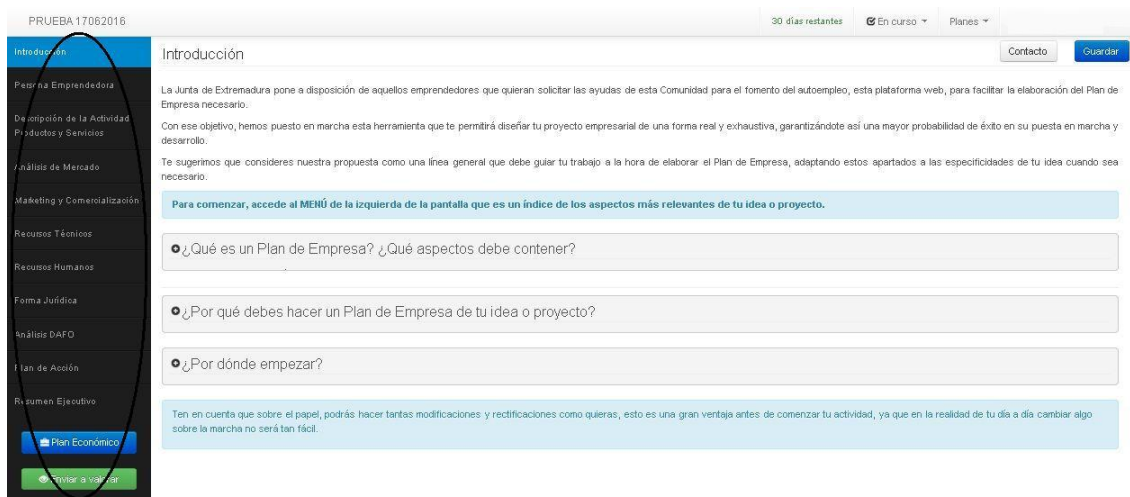 PRUEBA 17062016
30 días restantes
En curso
Planes
Introducción
Persona Emprendedora
Descripción de la Actividad
Productos y Servicios
Análisis de Mercado
Marketing y Comercialización
Recursos Técnicos
Recursos Humanos
Forma Jurídica
Análisis DAFO
Plan de Acción
Resumen Ejecutivo
Plan Económico
Enviar a valorar
Introducción
Contacto
Guardar
La Junta de Extremadura pone a disposición de aquellos emprendedores que quieran solicitar las ayudas de esta Comunidad para el fomento del autoempleo, esta plataforma web, para facilitar la elaboración del Plan de
Empresa necesario.
Con ese objetivo, hemos puesto en marcha esta herramienta que te permitirá diseñar tu proyecto empresarial de una forma real y exhaustiva, garantizándote así una mayor probabilidad de éxito en su puesta en marcha y
desarrollo.
Te sugerimos que consideres nuestra propuesta como una línea general que debe guiar tu trabajo a la hora de elaborar el Plan de Empresa, adaptando estos apartados a las especificidades de tu idea cuando sea
necesario.
Para comenzar, accede al MENÚ de la izquierda de la pantalla que es un índice de los aspectos más relevantes de tu idea o proyecto.
¿Qué es un Plan de Empresa? ¿Qué aspectos debe contener?
¿Por qué debes hacer un Plan de Empresa de tu idea o proyecto?
¿Por dónde empezar?
Ten en cuenta que sobre el papel, podrás hacer tantas modificaciones y rectificaciones como quieras, esto es una gran ventaja antes de comenzar tu actividad, ya que en la realidad de tu día a día cambiar algo
sobre la marcha no será tan fácil.